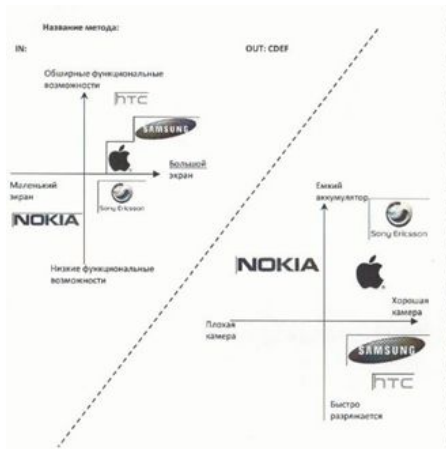 Название метода:
IN:
OUT: CDEF
Обширные функциональные
возможности
hTC
SAMSUNG
Большой
экран
Маленький
экран
Sony Ericsson
NOKIA
Низкие функциональные
возможности
Емкий
аккумулятор
Sony Ericsson
NOKIA
Хорошая
камера
Плохая
камера
SAMSUNG
hTC
Быстро
разряжается